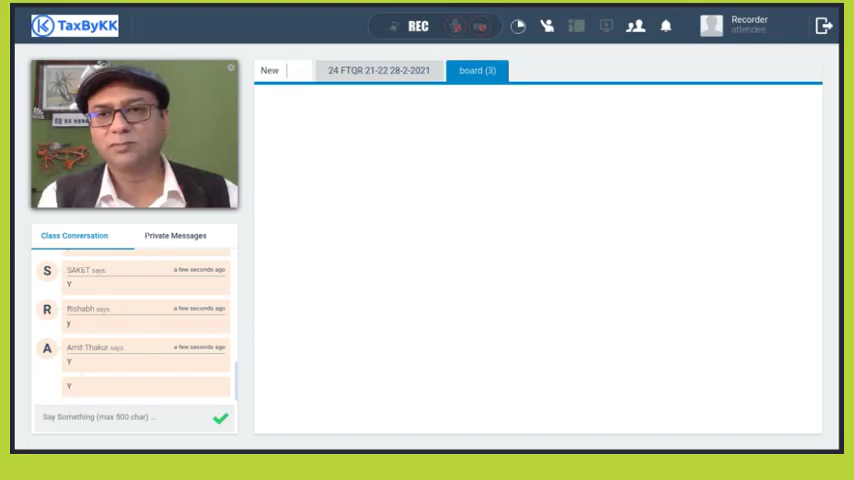 TaxByKK
REC
Recorder
attendee
New
24 FTQR 21-22 28-2-2021
board (3)
Class Conversation
Private Messages
S
SAKET says
a few seconds ago
Y
R
Rishabh says
a few seconds ago
y
A
Amit Thakur says
a few seconds ago
Y
Y
Say Something (max 500 char) ...